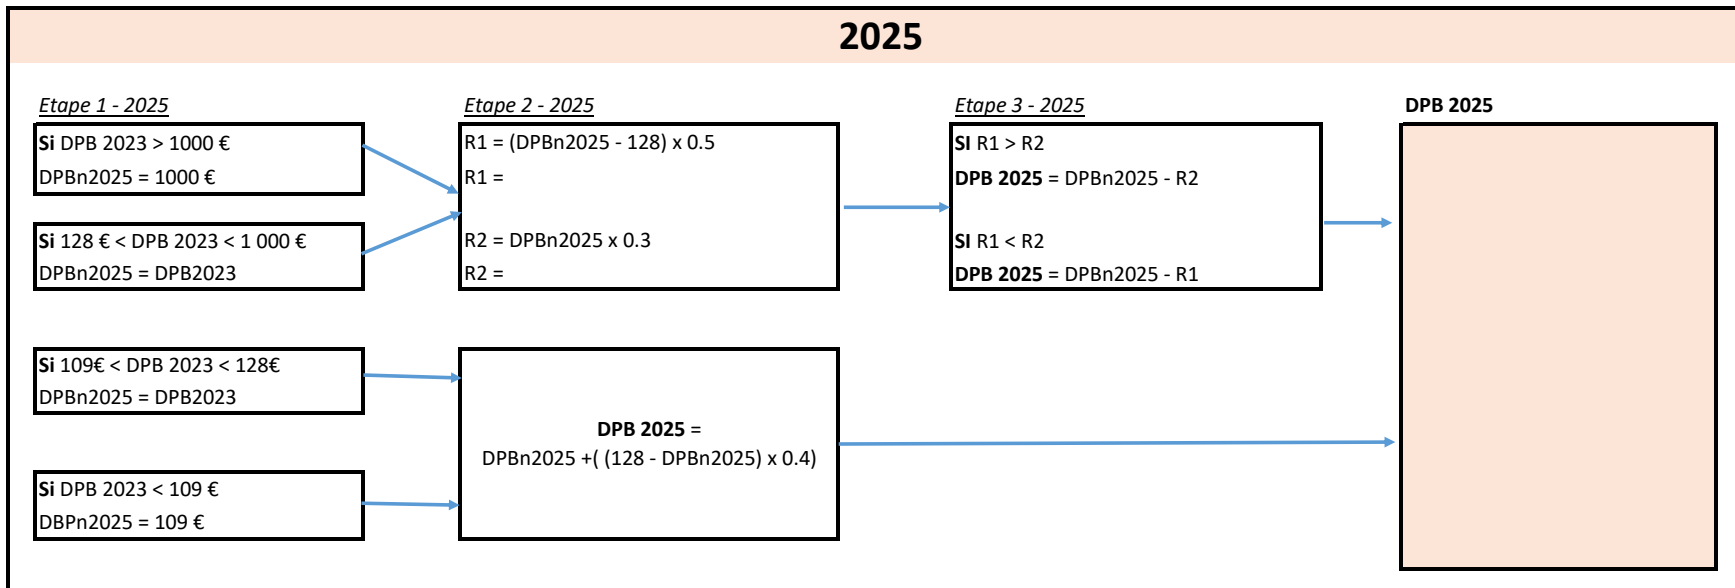 2025
Etape 1 - 2025
Si DPB 2023 > 1000 €
DPBn2025 = 1000 €
Si 128 € < DPB 2023 < 1 000 €
DPBn2025 = DPB2023
Si 109€ < DPB 2023 < 128€
DPBn2025 = DPB2023
Si DPB 2023 < 109 €
DBPn2025 = 109 €
Etape 2 - 2025
R1 = (DPBn2025 - 128) x 0.5
R1 =
R2 = DPBn2025 x 0.3
R2 =
DPB 2025 =
DPBn2025 +( (128 - DPBn2025) x 0.4)
Etape 3 - 2025
SI R1 > R2
DPB 2025 = DPBn2025 - R2
SI R1 < R2
DPB 2025 = DPBn2025 - R1
DPB 2025